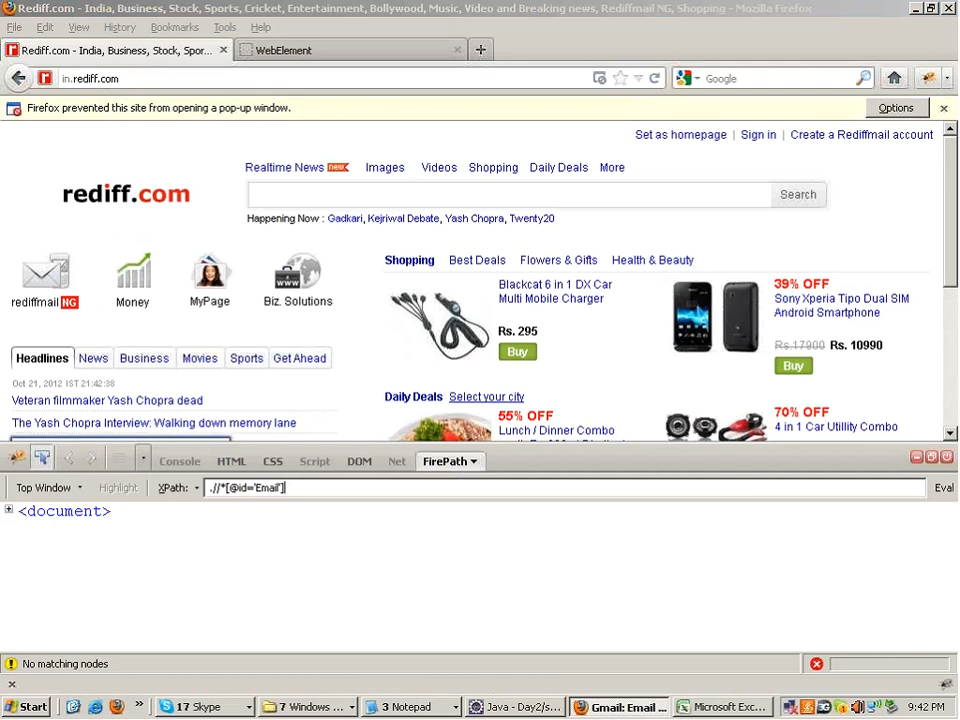 Rediff.com - India, Business, Stock, Sports, Cricket, Entertainment, Bollywood, Music, Video and Breaking news, Rediffmail NG, Shopping - Mozilla Firefox
File Edit View History Bookmarks Tools Help
Rediff.com - India, Business, Stock, Spor... × WebElement × +
in.rediff.com Google
Firefox prevented this site from opening a pop-up window. Options ×
Set as homepage | Sign in | Create a Rediffmail account
Realtime News new Images Videos Shopping Daily Deals More
rediff.com
Search
Happening Now : Gadkari, Kejriwal Debate, Yash Chopra, Twenty20
Shopping Best Deals Flowers & Gifts Health & Beauty
rediffmail NG Money MyPage Biz. Solutions
Blackcat 6 in 1 DX Car
Multi Mobile Charger
Rs. 295
Buy
39% OFF
Sony Xperia Tipo Dual SIM
Android Smartphone
Rs.17900 Rs. 10990
Buy
Headlines News Business Movies Sports Get Ahead
Oct 21, 2012 IST 21:42:38
Veteran filmmaker Yash Chopra dead
The Yash Chopra Interview: Walking down memory lane
Daily Deals Select your city
55% OFF
Lunch / Dinner Combo
70% OFF
4 in 1 Car Utillity Combo
Console HTML CSS Script DOM Net FirePath
Top Window Highlight XPath: .//*[@id='Email'] Eval
<document>
No matching nodes
Start 17 Skype 7 Windows ... 3 Notepad Java - Day2/s... Gmail: Email ... Microsoft Exc... 9:42 PM